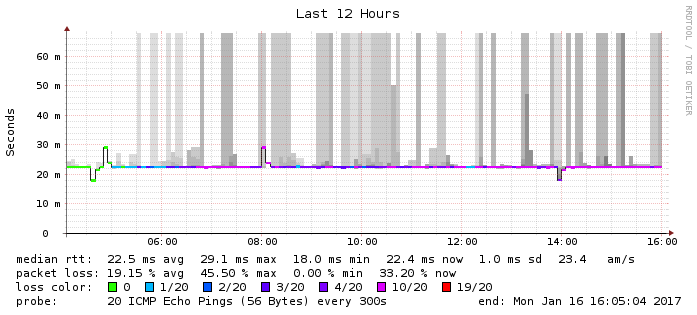 Last 12 Hours
RRDTOOL / TOBI OETIKER
Seconds
60 m
50 m
40 m
30 m
20 m
10 m
0
06:00 08:00 10:00 12:00 14:00 16:00
median rtt: 22.5 ms avg 29.1 ms max 18.0 ms min 22.4 ms now 1.0 ms sd 23.4 am/s
packet loss: 19.15 % avg 45.50 % max 0.00 % min 33.20 % now
loss color: 0 1/20 2/20 3/20 4/20 10/20 19/20
probe: 20 ICMP Echo Pings (56 Bytes) every 300s end: Mon Jan 16 16:05:04 2017